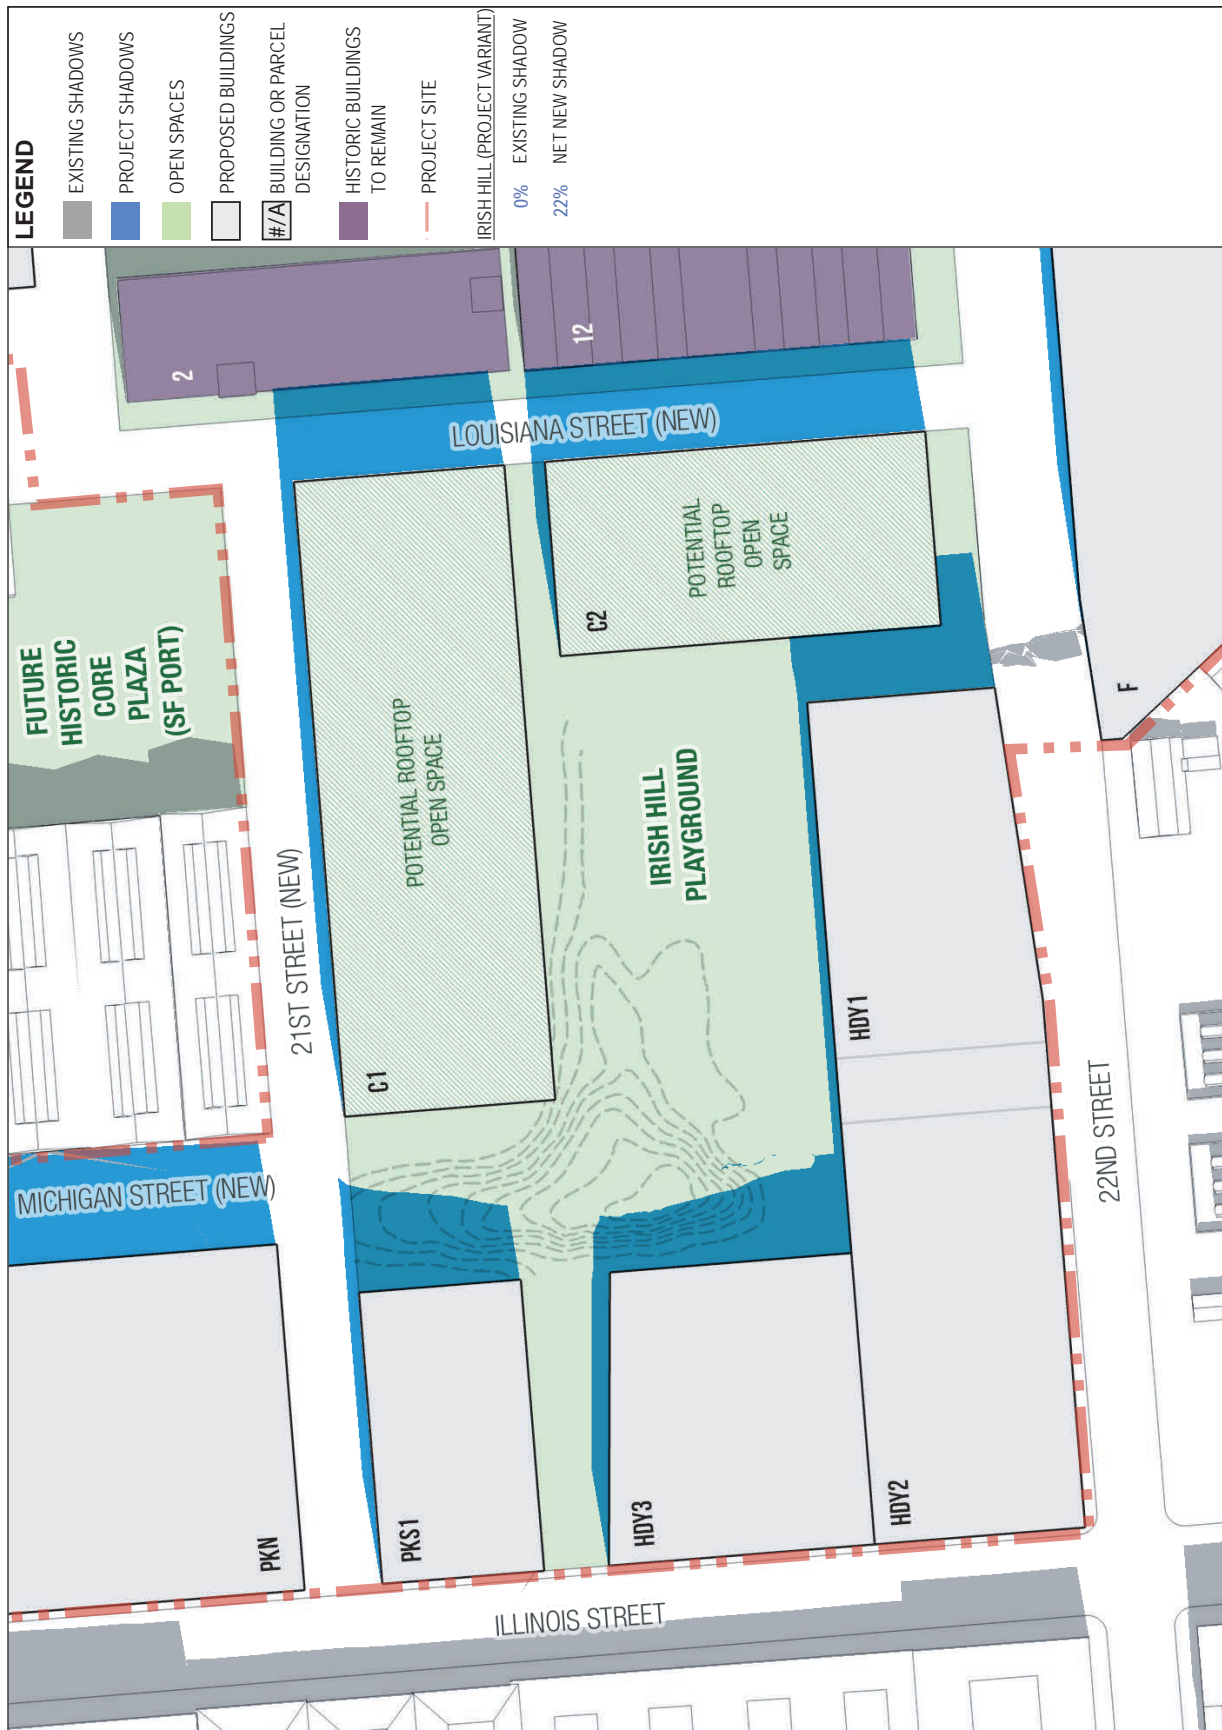 LEGEND
EXISTING SHADOWS
PROJECT SHADOWS
OPEN SPACES
PROPOSED BUILDINGS
#/A
BUILDING OR PARCEL
DESIGNATION
HISTORIC BUILDINGS
TO REMAIN
PROJECT SITE
IRISH HILL (PROJECT VARIANT)
0% EXISTING SHADOW
22% NET NEW SHADOW
PKN
MICHIGAN STREET (NEW)
FUTURE
HISTORIC
CORE
PLAZA
(SF PORT)
2
21ST STREET (NEW)
PKS1
C1
POTENTIAL ROOFTOP
OPEN SPACE
LOUISIANA STREET (NEW)
12
ILLINOIS STREET
C2
POTENTIAL
ROOFTOP
OPEN
SPACE
IRISH HILL
PLAYGROUND
HDY3
HDY1
HDY2
F
22ND STREET